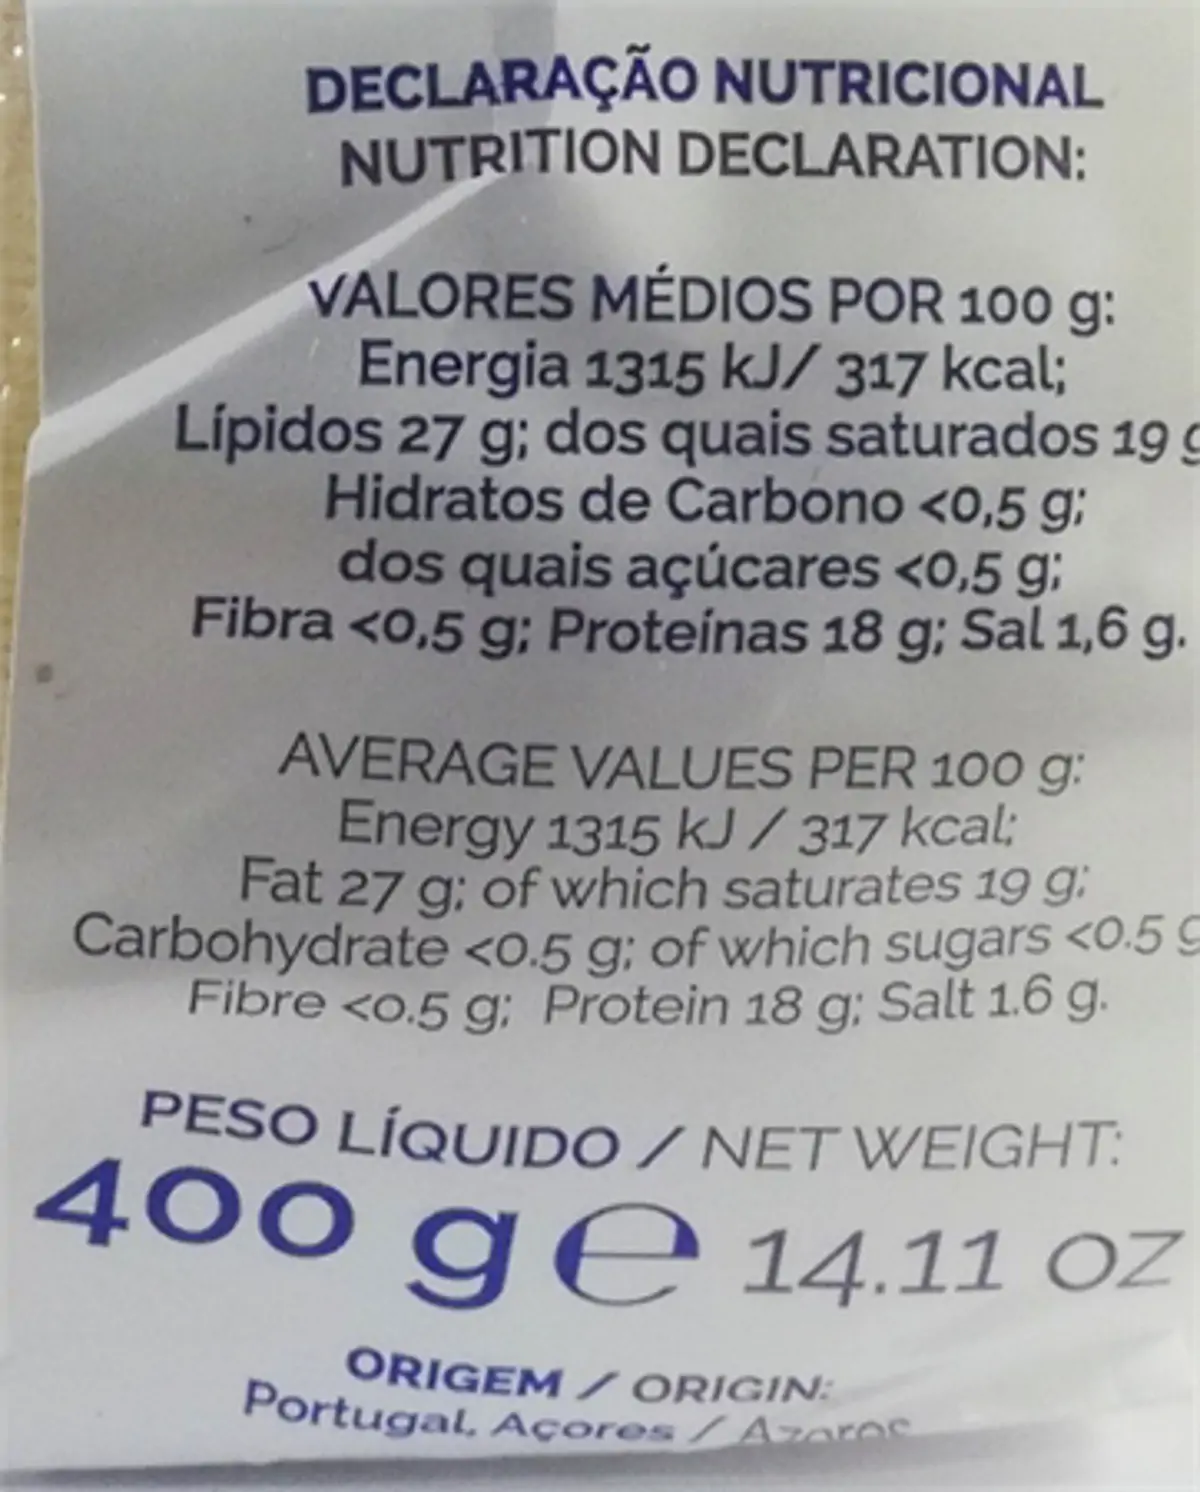 DECLARAÇÃO NUTRICIONAL
NUTRITION DECLARATION:
VALORES MÉDIOS POR 100 g:
Energia 1315 kJ/ 317 kcal;
Lípidos 27 g; dos quais saturados 19 g
Hidratos de Carbono <0,5 g;
dos quais açúcares <0,5 g;
Fibra <0,5 g; Proteínas 18 g; Sal 1,6 g.
AVERAGE VALUES PER 100 g:
Energy 1315 kJ / 317 kcal;
Fat 27 g; of which saturates 19 g;
Carbohydrate <0.5 g; of which sugars <0.5 g
Fibre <0.5 g; Protein 18 g; Salt 1.6 g.
PESO LÍQUIDO / NET WEIGHT:
400 g e 14.11 OZ
ORIGEM / ORIGIN:
Portugal, Açores / Azores